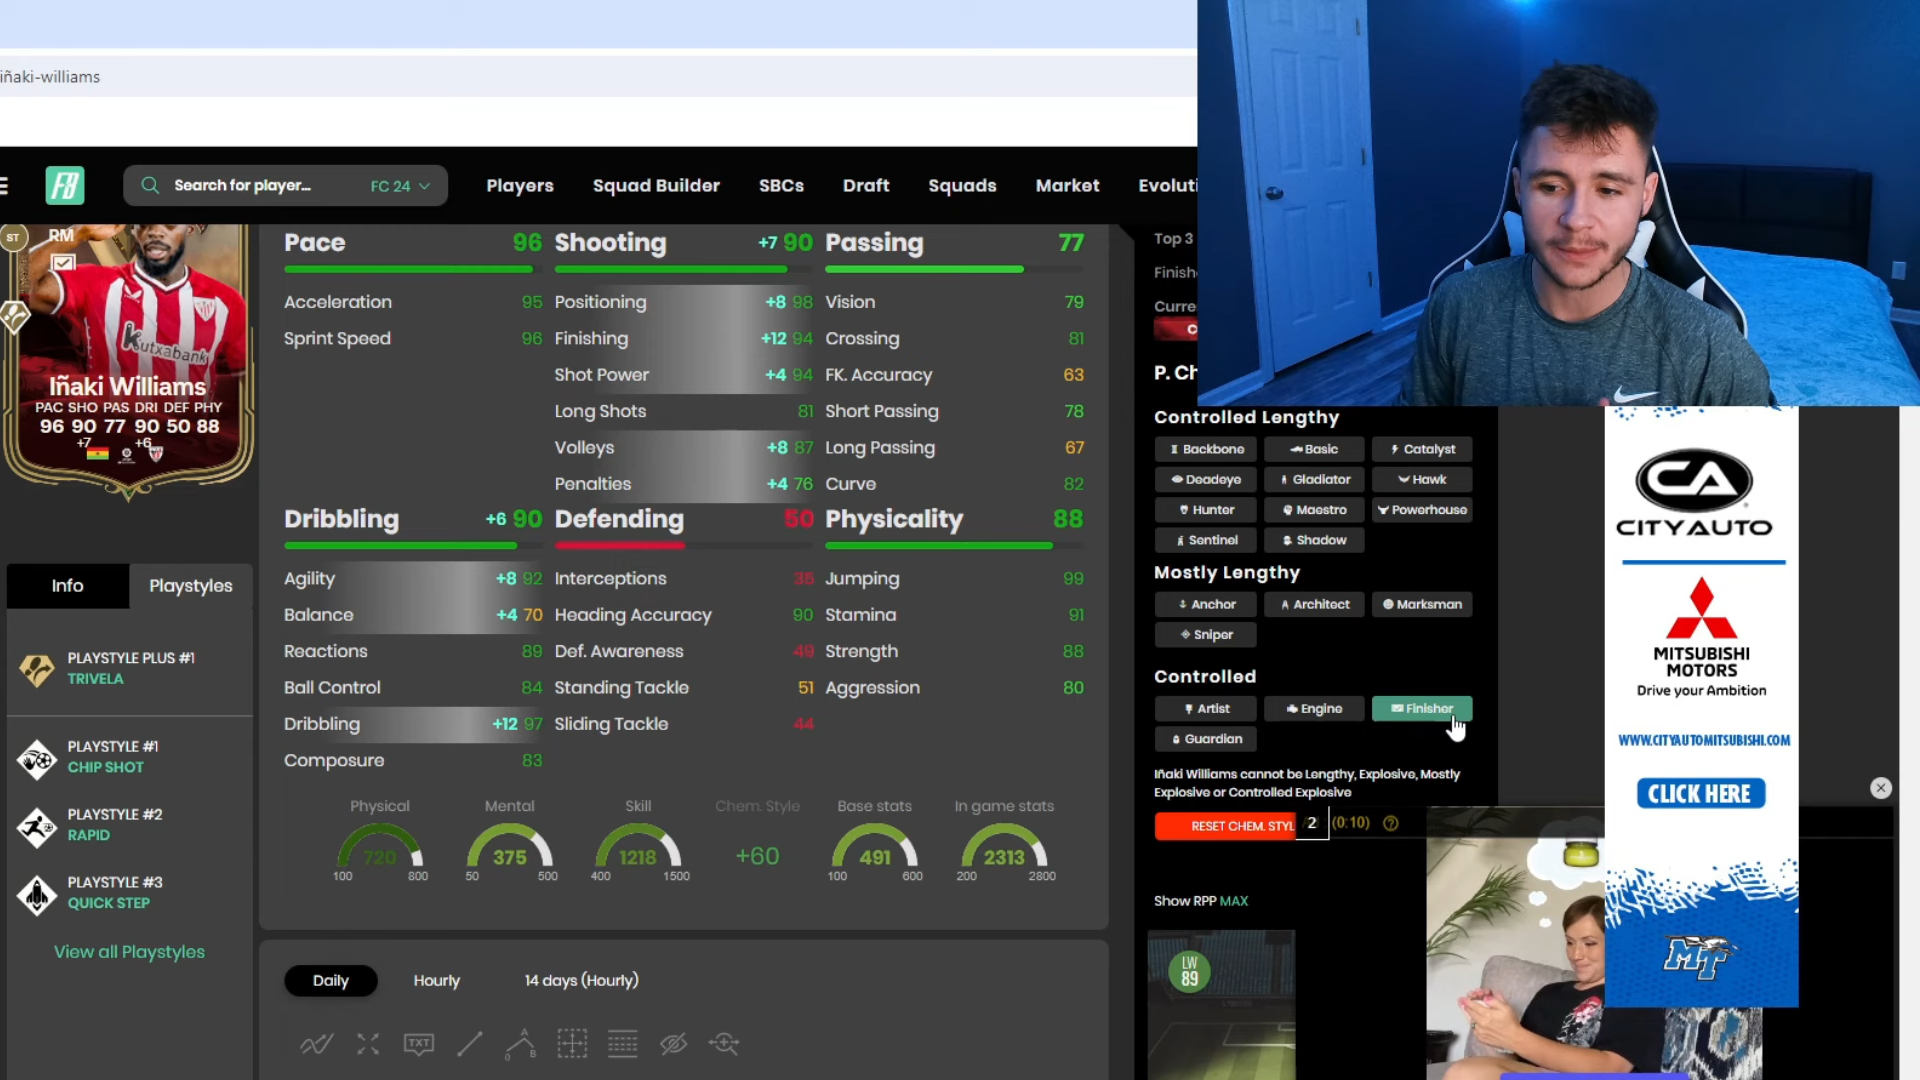 iñaki-williams
F8
Search for player...
FC 24
Players
Squad Builder
SBCs
Draft
Squads
Market
Evoluti
ST
RM
Kutxabank
Iñaki Williams
PAC SHO PAS DRI DEF PHY
96 90 77 90 50 88
+7 +6
Pace 96
Acceleration 95
Sprint Speed 96
Shooting +7 90
Positioning +8 98
Finishing +12 94
Shot Power +4 94
Long Shots 81
Volleys +8 87
Penalties +4 76
Passing 77
Vision 79
Crossing 81
FK. Accuracy 63
Short Passing 78
Long Passing 67
Curve 82
Dribbling +6 90
Agility +8 92
Balance +4 70
Reactions 89
Ball Control 84
Dribbling +12 97
Composure 83
Defending 50
Interceptions 35
Heading Accuracy 90
Def. Awareness 49
Standing Tackle 51
Sliding Tackle 44
Physicality 88
Jumping 99
Stamina 91
Strength 88
Aggression 80
Physical
720
100 800
Mental
375
50 500
Skill
1218
400 1500
Chem. Style
+60
Base stats
491
100 600
In game stats
2313
200 2800
Info
Playstyles
PLAYSTYLE PLUS #1
TRIVELA
PLAYSTYLE #1
CHIP SHOT
PLAYSTYLE #2
RAPID
PLAYSTYLE #3
QUICK STEP
View all Playstyles
Daily
Hourly
14 days (Hourly)
TXT
A
0 B
Top 3
Finish
Curre
C
P. Ch
Controlled Lengthy
Backbone
Basic
Catalyst
Deadeye
Gladiator
Hawk
Hunter
Maestro
Powerhouse
Sentinel
Shadow
Mostly Lengthy
Anchor
Architect
Marksman
Sniper
Controlled
Artist
Engine
Finisher
Guardian
Iñaki Williams cannot be Lengthy, Explosive, Mostly
Explosive or Controlled Explosive
RESET CHEM. STYL
2
(0:10)
Show RPP MAX
LW
89
CA
CITYAUTO
MITSUBISHI
MOTORS
Drive your Ambition
WWW.CITYAUTOMITSUBISHI.COM
CLICK HERE
MT